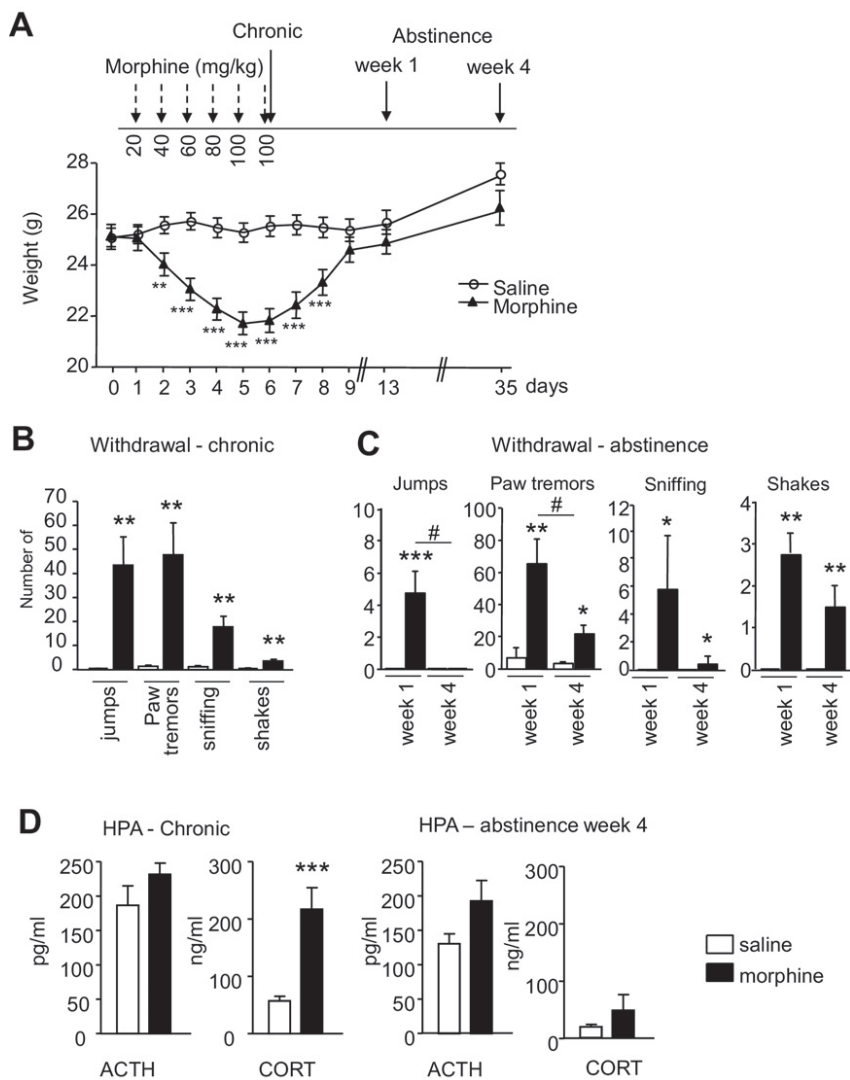 A
Chronic
Abstinence
Morphine (mg/kg)
week 1
week 4
20
40
60
80
100
100
28
26
24
22
20
Weight (g)
Saline
Morphine
**
***
***
***
***
***
***
0 1 2 3 4 5 6 7 8 9 13 35 days
B
Withdrawal - chronic
Number of
70
60
50
40
30
20
10
0
**
**
**
**
jumps
Paw
tremors
sniffing
shakes
C
Withdrawal - abstinence
Jumps
10
8
6
4
2
0
***
#
week 1
week 4
Paw tremors
100
80
60
40
20
0
**
#
*
week 1
week 4
Sniffing
12
10
8
6
4
2
0
*
*
week 1
week 4
Shakes
4
3
2
1
0
**
**
week 1
week 4
D
HPA - Chronic
pg/ml
250
200
150
100
50
0
ACTH
ng/ml
300
200
100
0
***
CORT
HPA – abstinence week 4
pg/ml
250
200
150
100
50
0
ACTH
ng/ml
300
200
100
0
CORT
saline
morphine